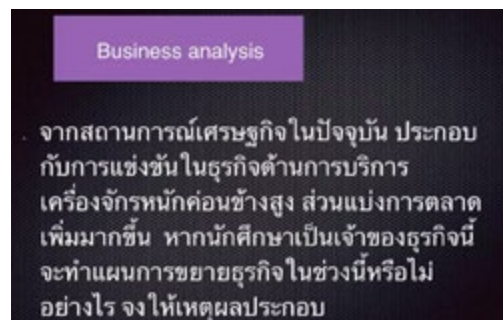 Business analysis
จากสถานการณ์เศรษฐกิจในปัจจุบัน ประกอบ
กับการแข่งขันในธุรกิจด้านการบริการ
เครื่องจักรหนักค่อนข้างสูง ส่วนแบ่งการตลาด
เพิ่มมากขึ้น หากนักศึกษาเป็นเจ้าของธุรกิจนี้
จะทำแผนการขยายธุรกิจในช่วงนี้หรือไม่
อย่างไร จงให้เหตุผลประกอบ